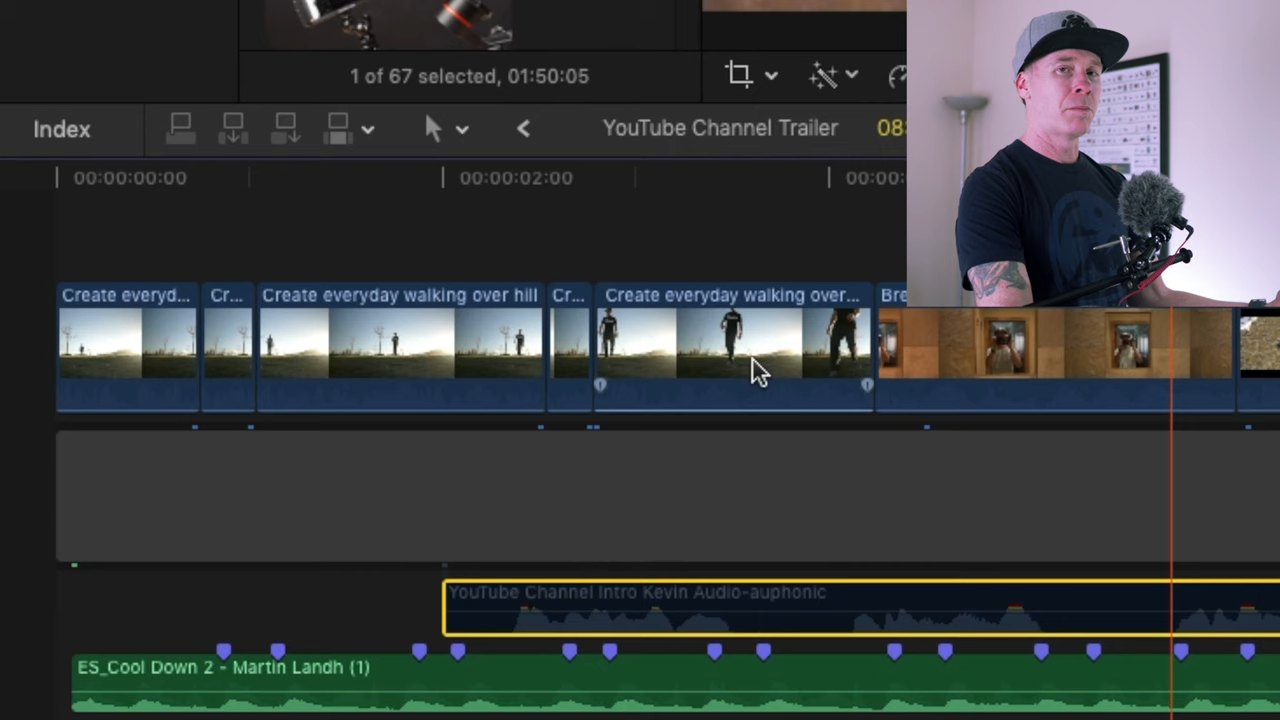 1 of 67 selected, 01:50:05
Index
YouTube Channel Trailer
08:
00:00:00:00
00:00:02:00
00:00:
Create everyd...
Cr...
Create everyday walking over hill
Cr...
Create everyday walking over...
Bre
YouTube Channel Intro Kevin Audio-auphonic
ES_Cool Down 2 - Martin Landh (1)